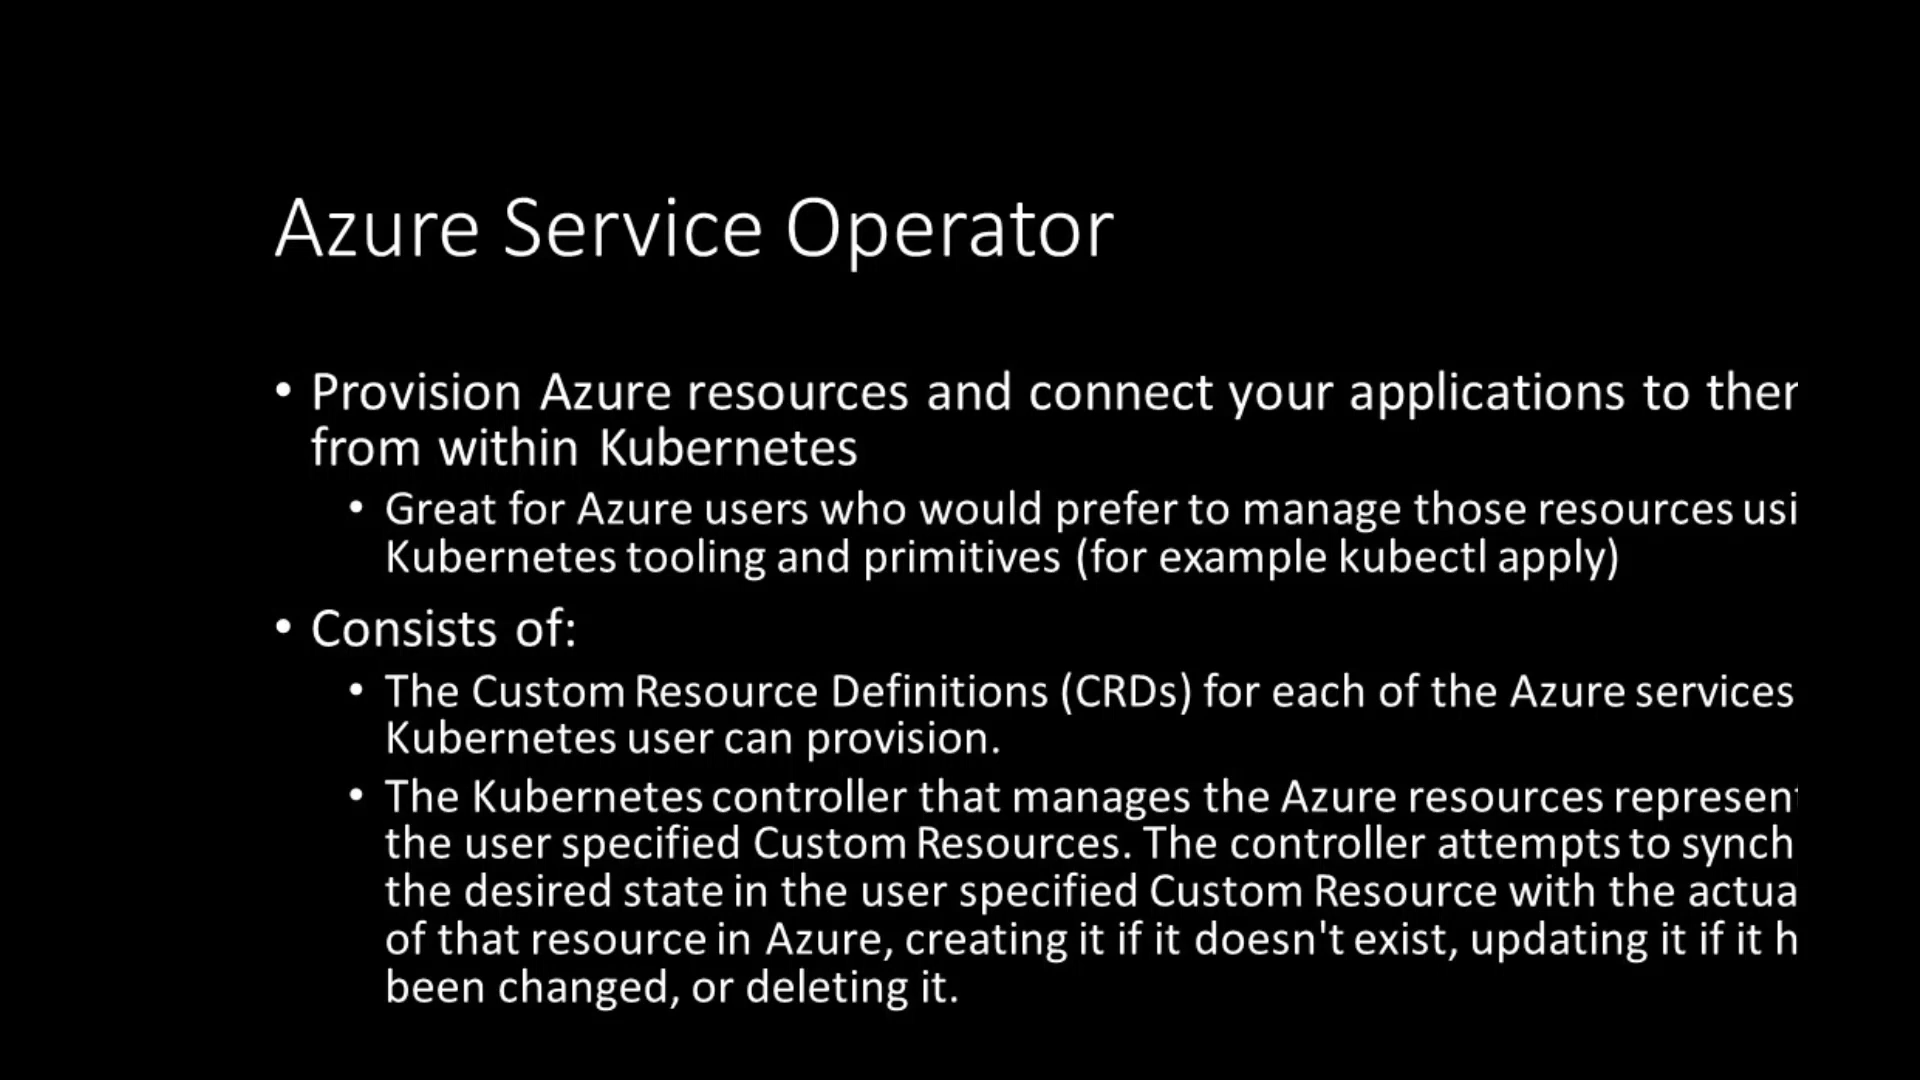 Azure Service Operator
• Provision Azure resources and connect your applications to
from within Kubernetes
• Great for Azure users who would prefer to manage those resources usi
Kubernetes tooling and primitives (for example kubectl apply)
• Consists of:
• The Custom Resource Definitions (CRDs) for each of the Azure services
Kubernetes user can provision.
• The Kubernetes controller that manages the Azure resources represen
the user specified Custom Resources. The controller attempts to synch
the desired state in the user specified Custom Resource with the actua
of that resource in Azure, creating it if it doesn't exist, updating it if it h
been changed, or deleting it.